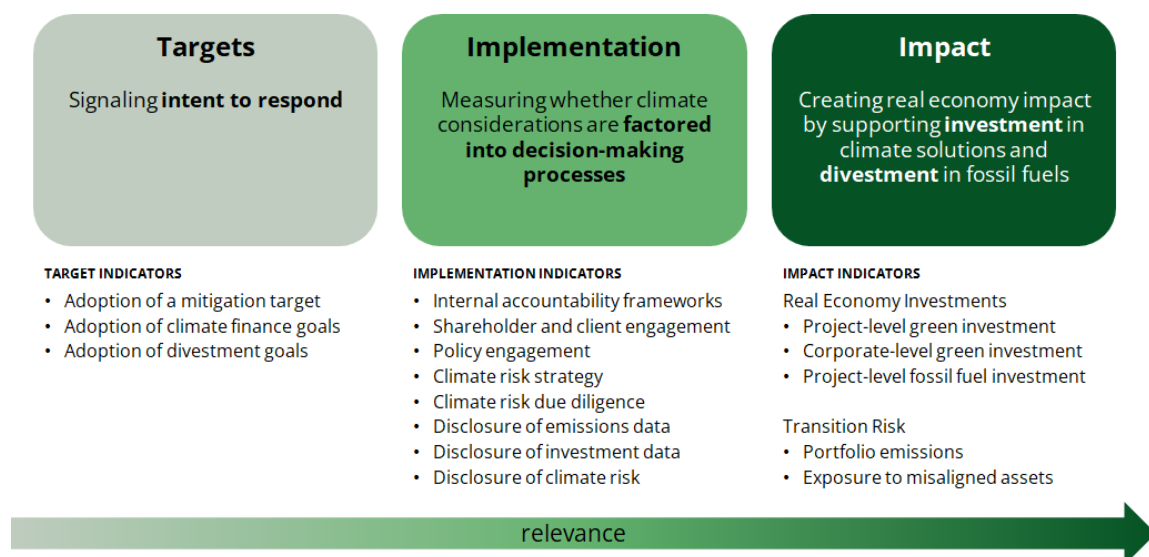 Targets
Signaling intent to respond
Implementation
Measuring whether climate
considerations are factored
into decision-making
processes
Impact
Creating real economy impact
by supporting investment in
climate solutions and
divestment in fossil fuels
TARGET INDICATORS
• Adoption of a mitigation target
• Adoption of climate finance goals
• Adoption of divestment goals
IMPLEMENTATION INDICATORS
• Internal accountability frameworks
• Shareholder and client engagement
• Policy engagement
• Climate risk strategy
• Climate risk due diligence
• Disclosure of emissions data
• Disclosure of investment data
• Disclosure of climate risk
IMPACT INDICATORS
Real Economy Investments
• Project-level green investment
• Corporate-level green investment
• Project-level fossil fuel investment
Transition Risk
• Portfolio emissions
• Exposure to misaligned assets
relevance